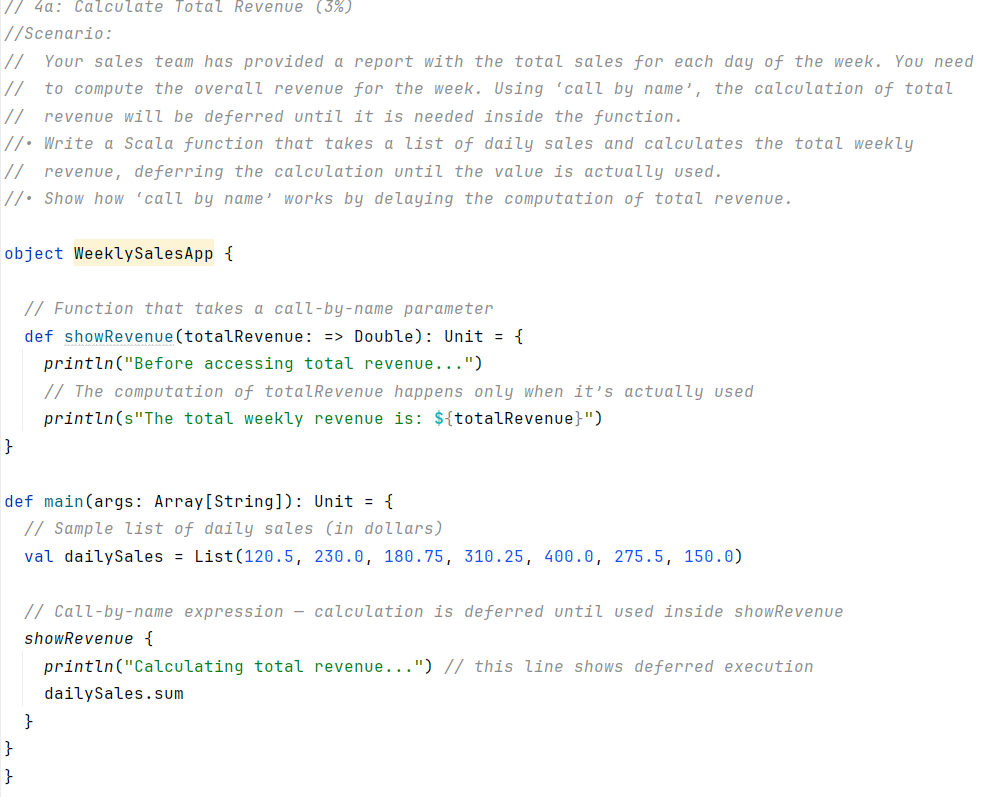 // 4a: Calculate Total Revenue (3%)
//Scenario:
//  Your sales team has provided a report with the total sales for each day of the week. You need
//  to compute the overall revenue for the week. Using ‘call by name’, the calculation of total
//  revenue will be deferred until it is needed inside the function.
//• Write a Scala function that takes a list of daily sales and calculates the total weekly
//  revenue, deferring the calculation until the value is actually used.
//• Show how ‘call by name’ works by delaying the computation of total revenue.
object WeeklySalesApp {
  // Function that takes a call-by-name parameter
  def showRevenue(totalRevenue: => Double): Unit = {
    println("Before accessing total revenue...")
    // The computation of totalRevenue happens only when it’s actually used
    println(s"The total weekly revenue is: ${totalRevenue}")
}
def main(args: Array[String]): Unit = {
  // Sample list of daily sales (in dollars)
  val dailySales = List(120.5, 230.0, 180.75, 310.25, 400.0, 275.5, 150.0)
  // Call-by-name expression — calculation is deferred until used inside showRevenue
  showRevenue {
    println("Calculating total revenue...") // this line shows deferred execution
    dailySales.sum
  }
}
}